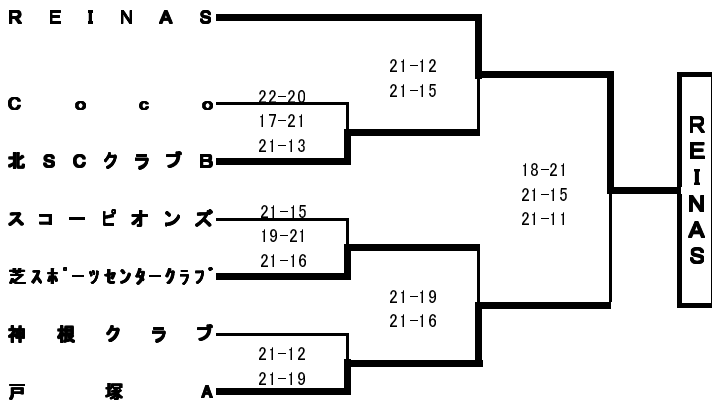 REINAS
21-12
21-15
Coco
22-20
17-21
21-13
北SCクラブB
18-21
21-15
21-11
REINAS
スコーピオンズ
21-15
19-21
21-16
芝スポーツセンタークラブ
21-19
21-16
神根クラブ
21-12
21-19
戸塚A